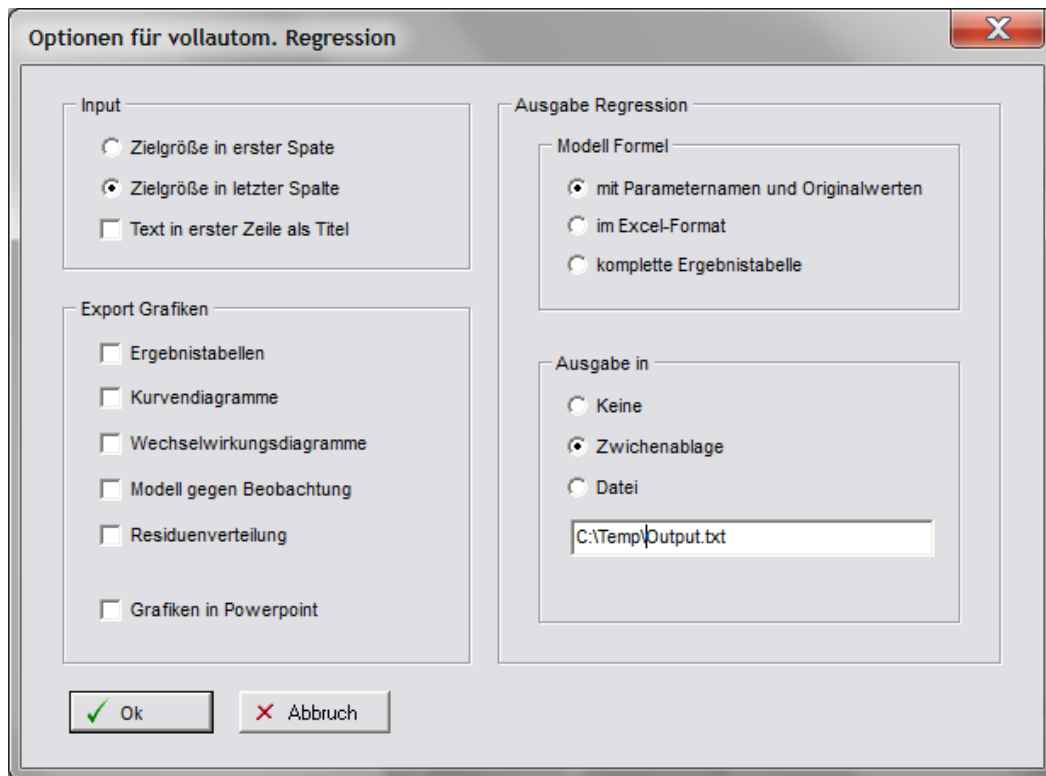 Optionen für vollautom. Regression
Input
Zielgröße in erster Spate
Zielgröße in letzter Spalte
Text in erster Zeile als Titel
Export Grafiken
Ergebnistabellen
Kurvendiagramme
Wechselwirkungsdiagramme
Modell gegen Beobachtung
Residuenverteilung
Grafiken in Powerpoint
Ausgabe Regression
Modell Formel
mit Parameternamen und Originalwerten
im Excel-Format
komplette Ergebnistabelle
Ausgabe in
Keine
Zwichenablage
Datei
C:\Temp\Output.txt
Ok
Abbruch